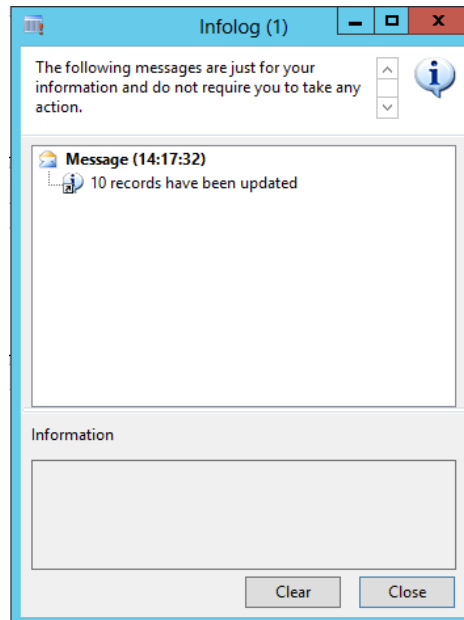 Infolog (1)
The following messages are just for your
information and do not require you to take any
action.
Message (14:17:32)
10 records have been updated
Information
Clear
Close